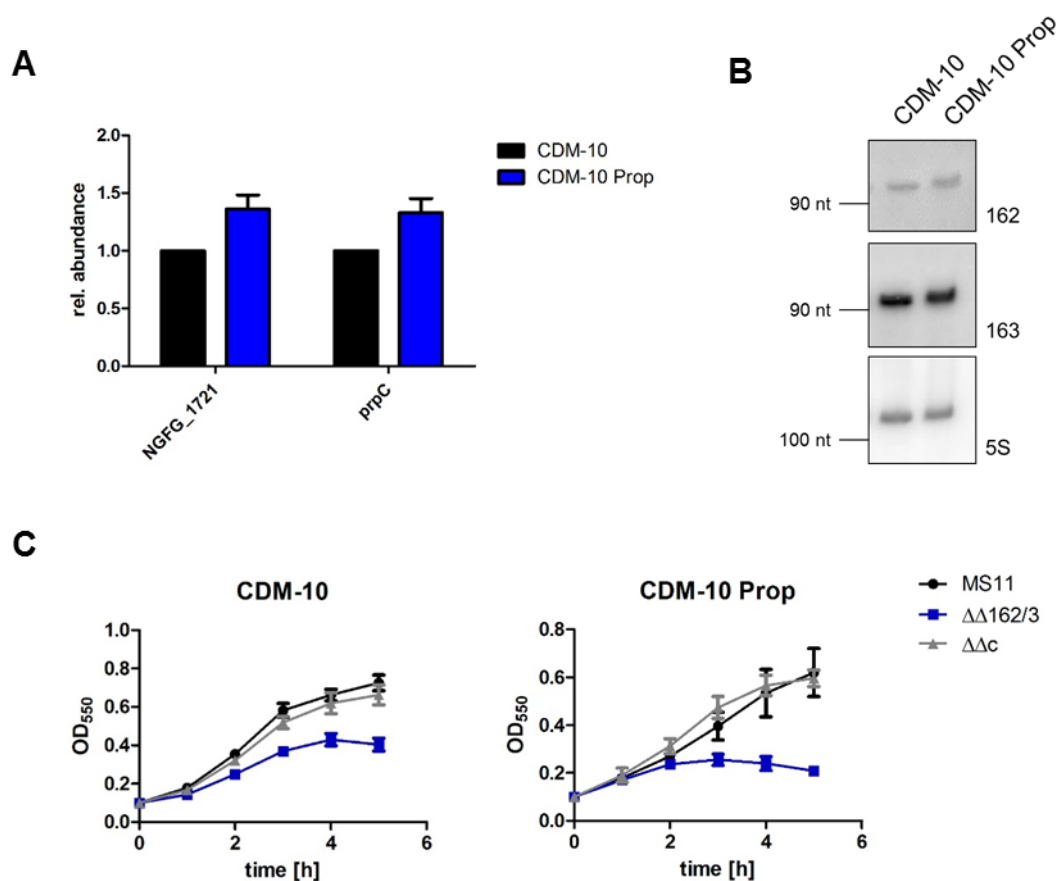 A
2.0
1.5
1.0
0.5
0.0
rel. abundance
NGFG_1721
prpC
CDM-10
CDM-10 Prop
B
CDM-10
CDM-10 Prop
90 nt
162
90 nt
163
100 nt
5S
C
CDM-10
1.0
0.8
0.6
0.4
0.2
0.0
OD550
0 2 4 6
time [h]
CDM-10 Prop
0.8
0.6
0.4
0.2
0.0
OD550
0 2 4 6
time [h]
MS11
ΔΔ162/3
ΔΔc